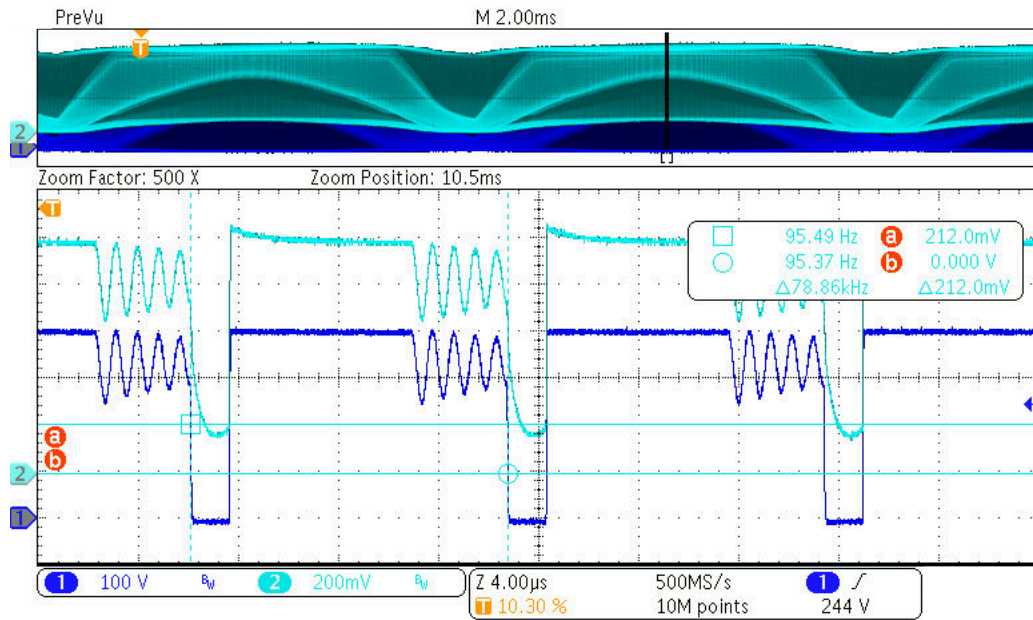 PreVu M 2.00ms
T
2
1
[]
Zoom Factor: 500 X Zoom Position: 10.5ms
T
95.49 Hz a 212.0mV
95.37 Hz b 0.000 V
Δ78.86kHz Δ212.0mV
a
b
2
1
1 100 V BW 2 200mV BW Z 4.00µs 500MS/s 1
T 10.30 % 10M points 244 V